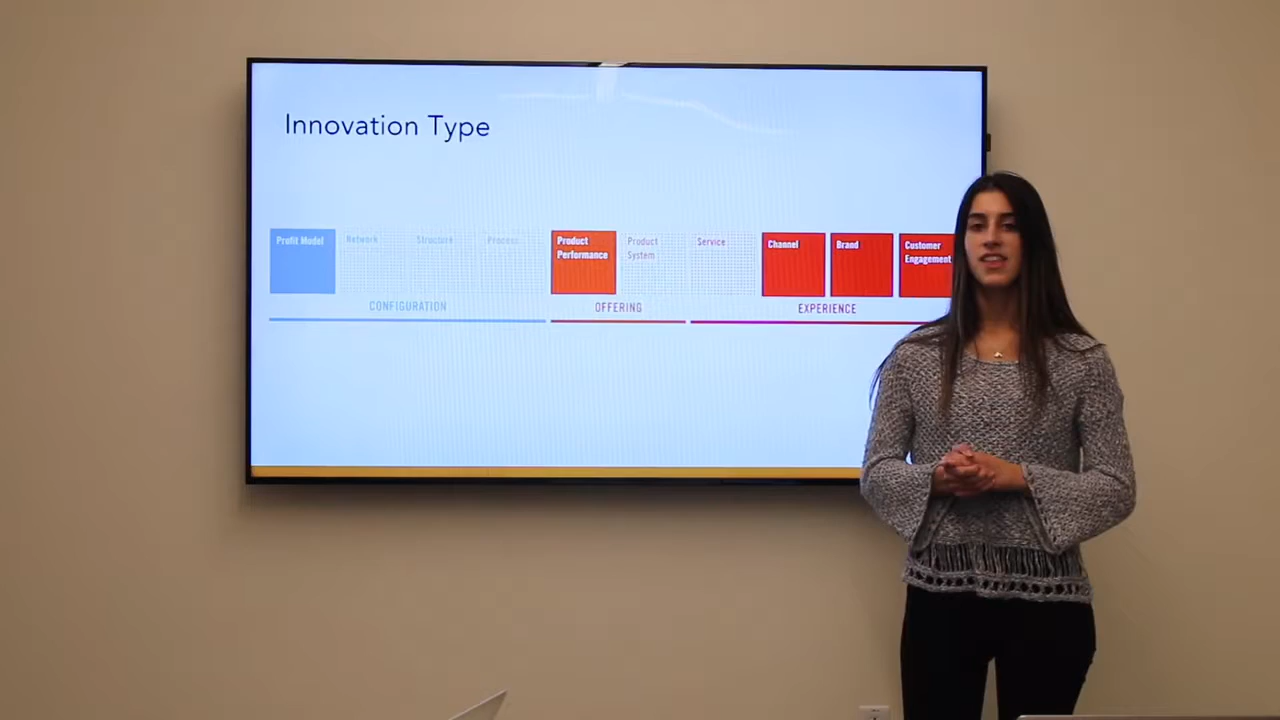 Innovation Type
Profit Model
Network
Structure
Process
Product
Performance
Product
System
Service
Channel
Brand
Customer
Engagement
CONFIGURATION
OFFERING
EXPERIENCE